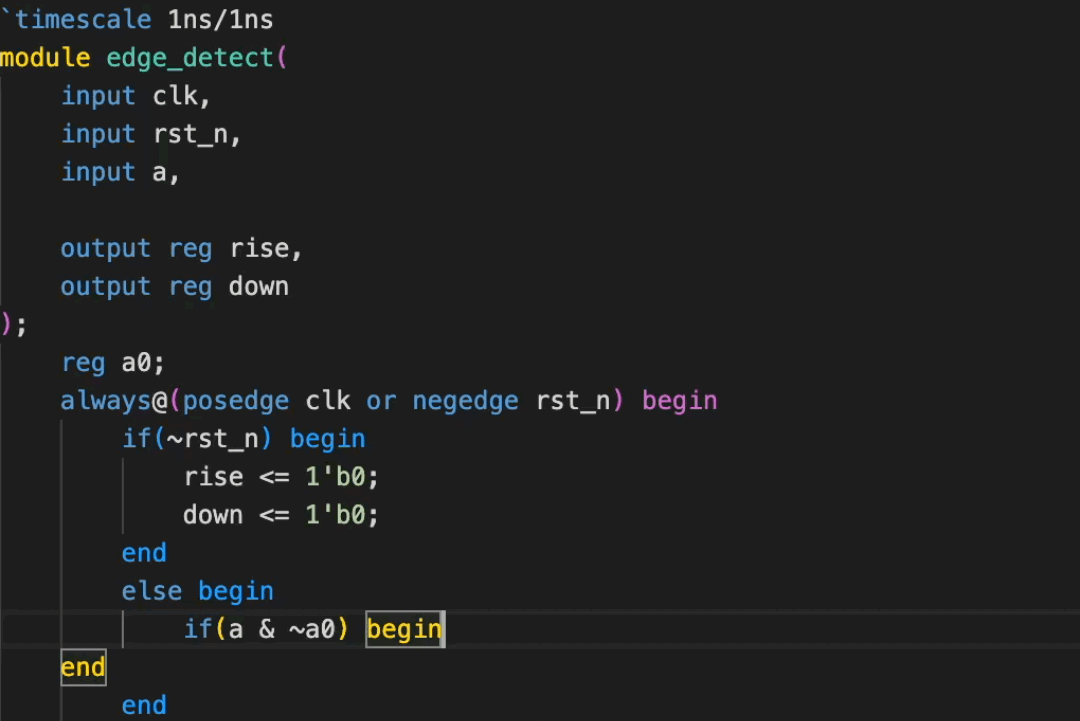 `timescale 1ns/1ns
module edge_detect(
input clk,
input rst_n,
input a,
output reg rise,
output reg down
);
reg a0;
always@(posedge clk or negedge rst_n) begin
if(~rst_n) begin
rise <= 1'b0;
down <= 1'b0;
end
else begin
if(a & ~a0) begin
end
end